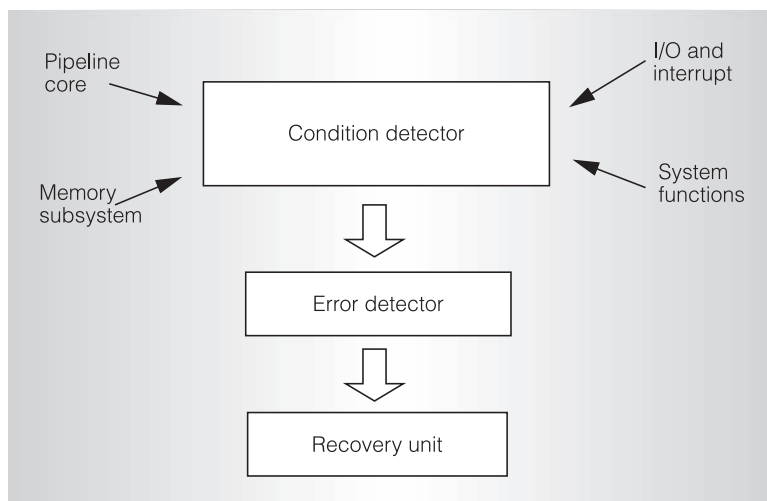 Pipeline
core
I/O and
interrupt
Condition detector
Memory
subsystem
System
functions
Error detector
Recovery unit